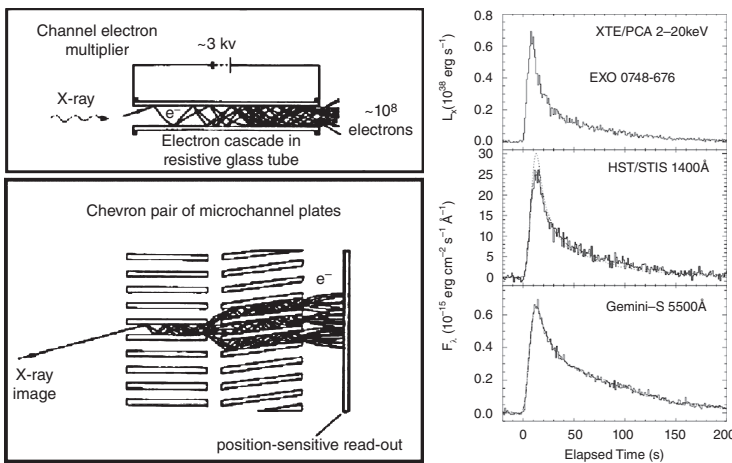 Channel electron
multiplier
~3 kv
X-ray
e⁻
~10⁸
electrons
Electron cascade in
resistive glass tube
Chevron pair of microchannel plates
e⁻
X-ray
image
position-sensitive read-out
XTE/PCA 2–20keV
EXO 0748-676
Lₓ(10³⁸ erg s⁻¹)
0.8
0.6
0.4
0.2
0.0
HST/STIS 1400Å
30
25
20
15
10
5
0
Gemini–S 5500Å
F_λ (10⁻¹⁵ erg cm⁻² s⁻¹ Å⁻¹)
0.6
0.4
0.2
0.0
0 50 100 150 200
Elapsed Time (s)